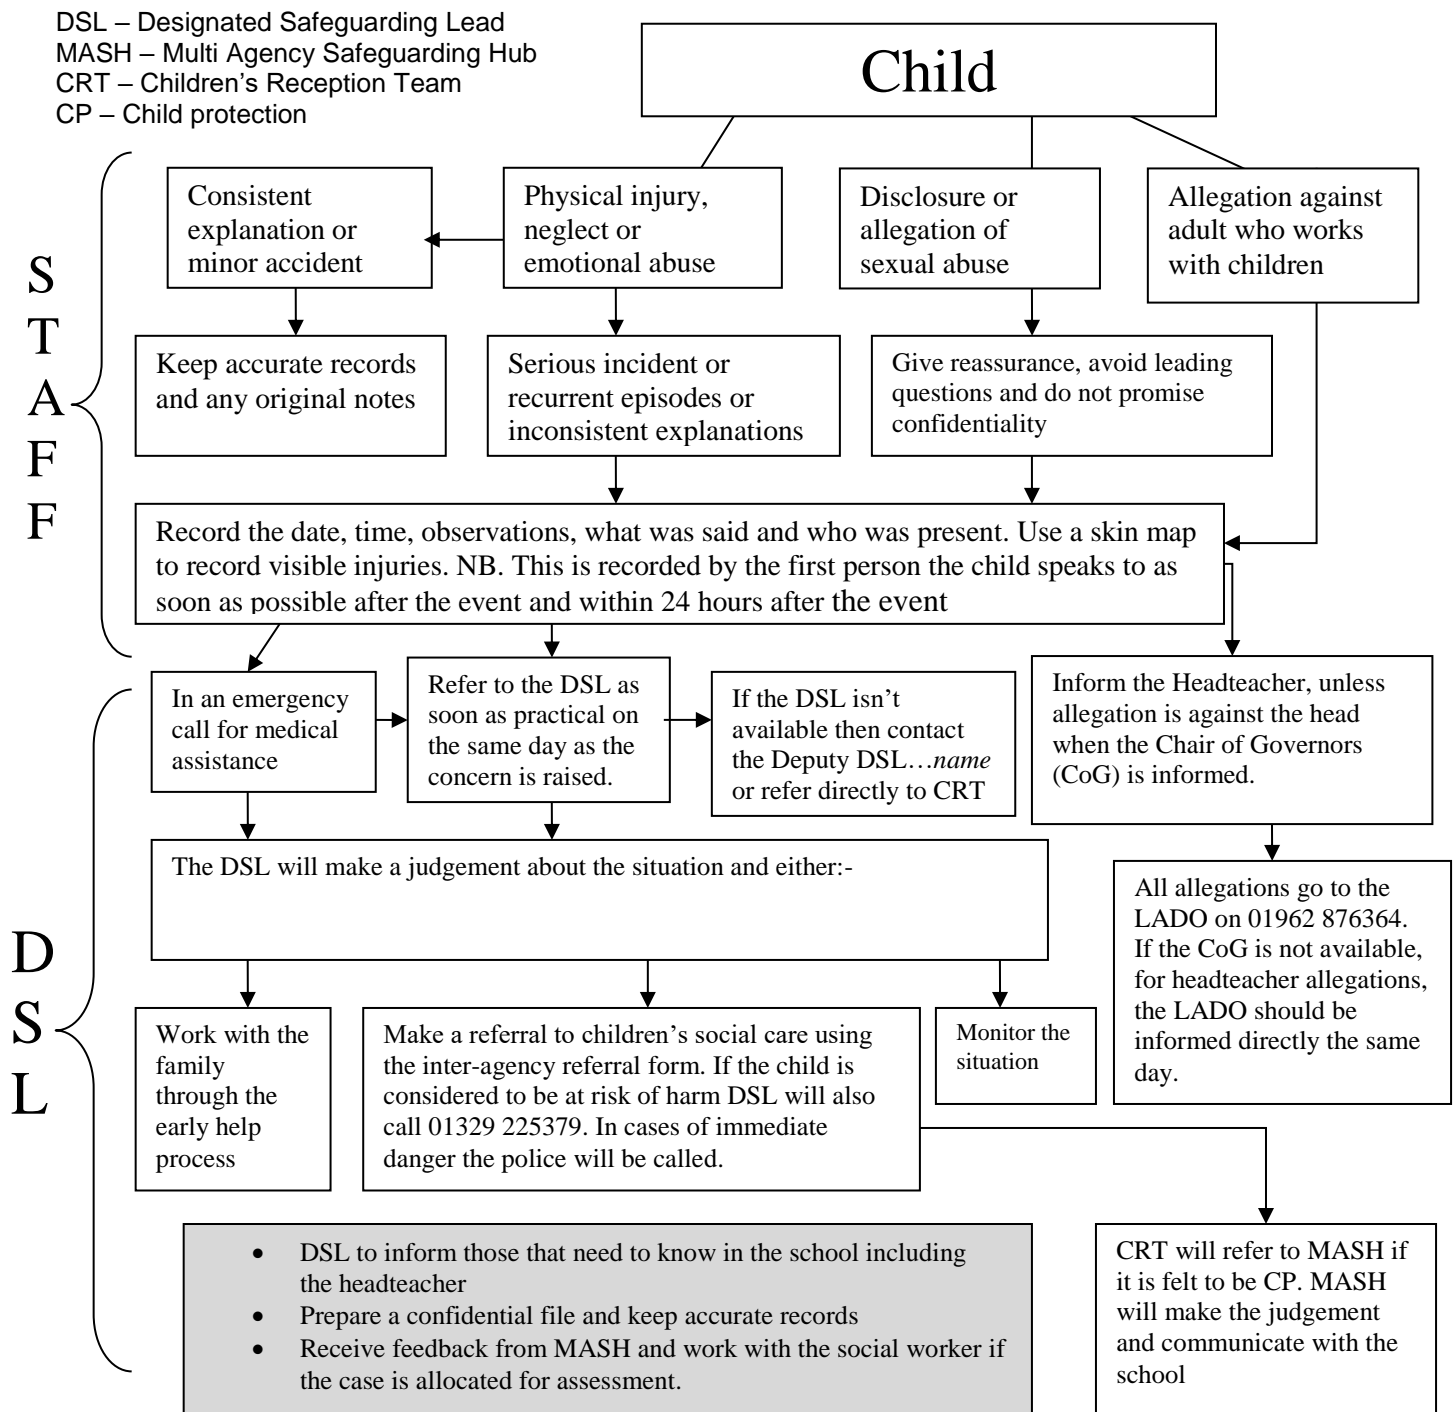 DSL – Designated Safeguarding Lead
MASH – Multi Agency Safeguarding Hub
CRT – Children's Reception Team
CP – Child protection
Child
S
T
A
F
F
Consistent
explanation or
minor accident
Physical injury,
neglect or
emotional abuse
Disclosure or
allegation of
sexual abuse
Allegation against
adult who works
with children
Keep accurate records
and any original notes
Serious incident or
recurrent episodes or
inconsistent explanations
Give reassurance, avoid leading
questions and do not promise
confidentiality
Record the date, time, observations, what was said and who was present. Use a skin map
to record visible injuries. NB. This is recorded by the first person the child speaks to as
soon as possible after the event and within 24 hours after the event
D
S
L
In an emergency
call for medical
assistance
Refer to the DSL as
soon as practical on
the same day as the
concern is raised.
If the DSL isn't
available then contact
the Deputy DSL…name
or refer directly to CRT
Inform the Headteacher, unless
allegation is against the head
when the Chair of Governors
(CoG) is informed.
The DSL will make a judgement about the situation and either:-
All allegations go to the
LADO on 01962 876364.
If the CoG is not available,
for headteacher allegations,
the LADO should be
informed directly the same
day.
Work with the
family
through the
early help
process
Make a referral to children's social care using
the inter-agency referral form. If the child is
considered to be at risk of harm DSL will also
call 01329 225379. In cases of immediate
danger the police will be called.
Monitor the
situation
• DSL to inform those that need to know in the school including
the headteacher
• Prepare a confidential file and keep accurate records
• Receive feedback from MASH and work with the social worker if
the case is allocated for assessment.
CRT will refer to MASH if
it is felt to be CP. MASH
will make the judgement
and communicate with the
school